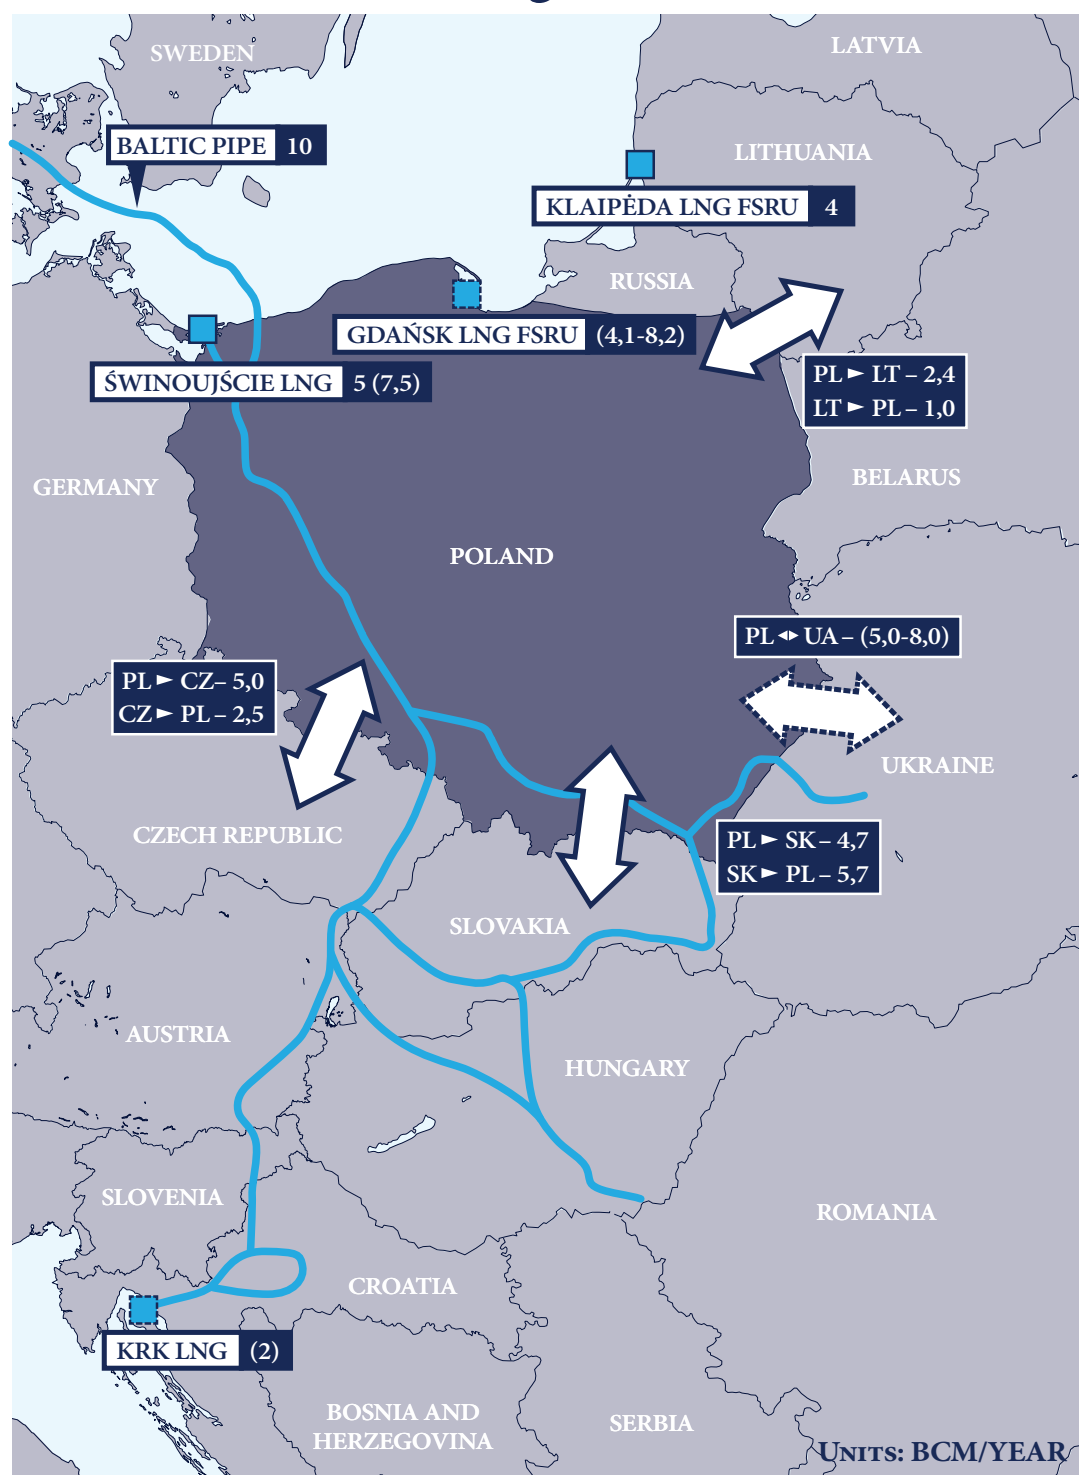 SWEDEN
LATVIA
BALTIC PIPE 10
LITHUANIA
KLAIPĖDA LNG FSRU 4
RUSSIA
GDAŃSK LNG FSRU (4,1-8,2)
ŚWINOUJŚCIE LNG 5 (7,5)
PL ► LT – 2,4
LT ► PL – 1,0
GERMANY
BELARUS
POLAND
PL ◄► UA – (5,0-8,0)
PL ► CZ– 5,0
CZ ► PL – 2,5
UKRAINE
CZECH REPUBLIC
PL ► SK – 4,7
SK ► PL – 5,7
SLOVAKIA
AUSTRIA
HUNGARY
SLOVENIA
ROMANIA
CROATIA
KRK LNG (2)
BOSNIA AND
HERZEGOVINA
SERBIA
UNITS: BCM/YEAR